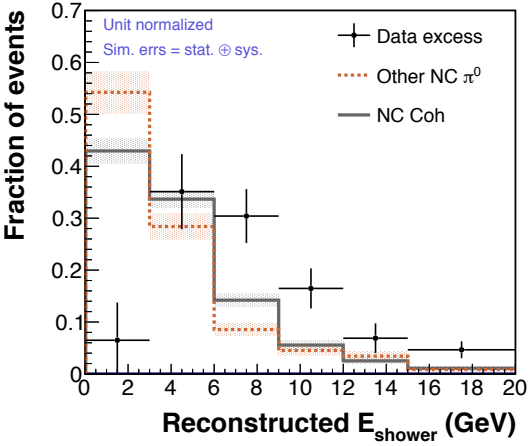 Fraction of events
0.7
0.6
0.5
0.4
0.3
0.2
0.1
0
Unit normalized
Sim. errs = stat. ⊕ sys.
Data excess
Other NC π⁰
NC Coh
0 2 4 6 8 10 12 14 16 18 20
Reconstructed E_shower (GeV)